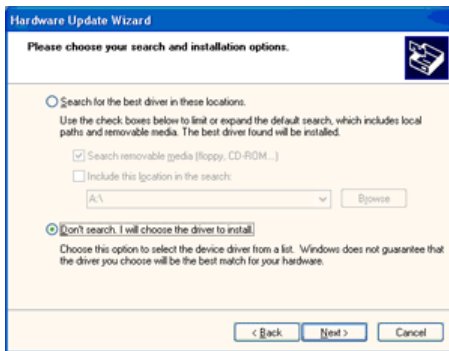 Hardware Update Wizard
Please choose your search and installation options.
Search for the best driver in these locations.
Use the check boxes below to limit or expand the default search, which includes local
paths and removable media. The best driver found will be installed.
Search removable media (floppy, CD-ROM...)
Include this location in the search:
A:\
Browse
Don't search. I will choose the driver to install.
Choose this option to select the device driver from a list. Windows does not guarantee that
the driver you choose will be the best match for your hardware.
< Back Next > Cancel